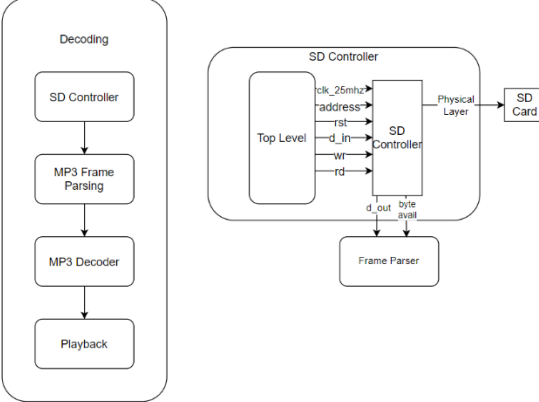 Decoding
SD Controller
MP3 Frame
Parsing
MP3 Decoder
Playback
SD Controller
Top Level
clk_25mhz
address
rst
d_in
wr
rd
SD
Controller
Physical
Layer
SD
Card
d_out
byte
avail
Frame Parser